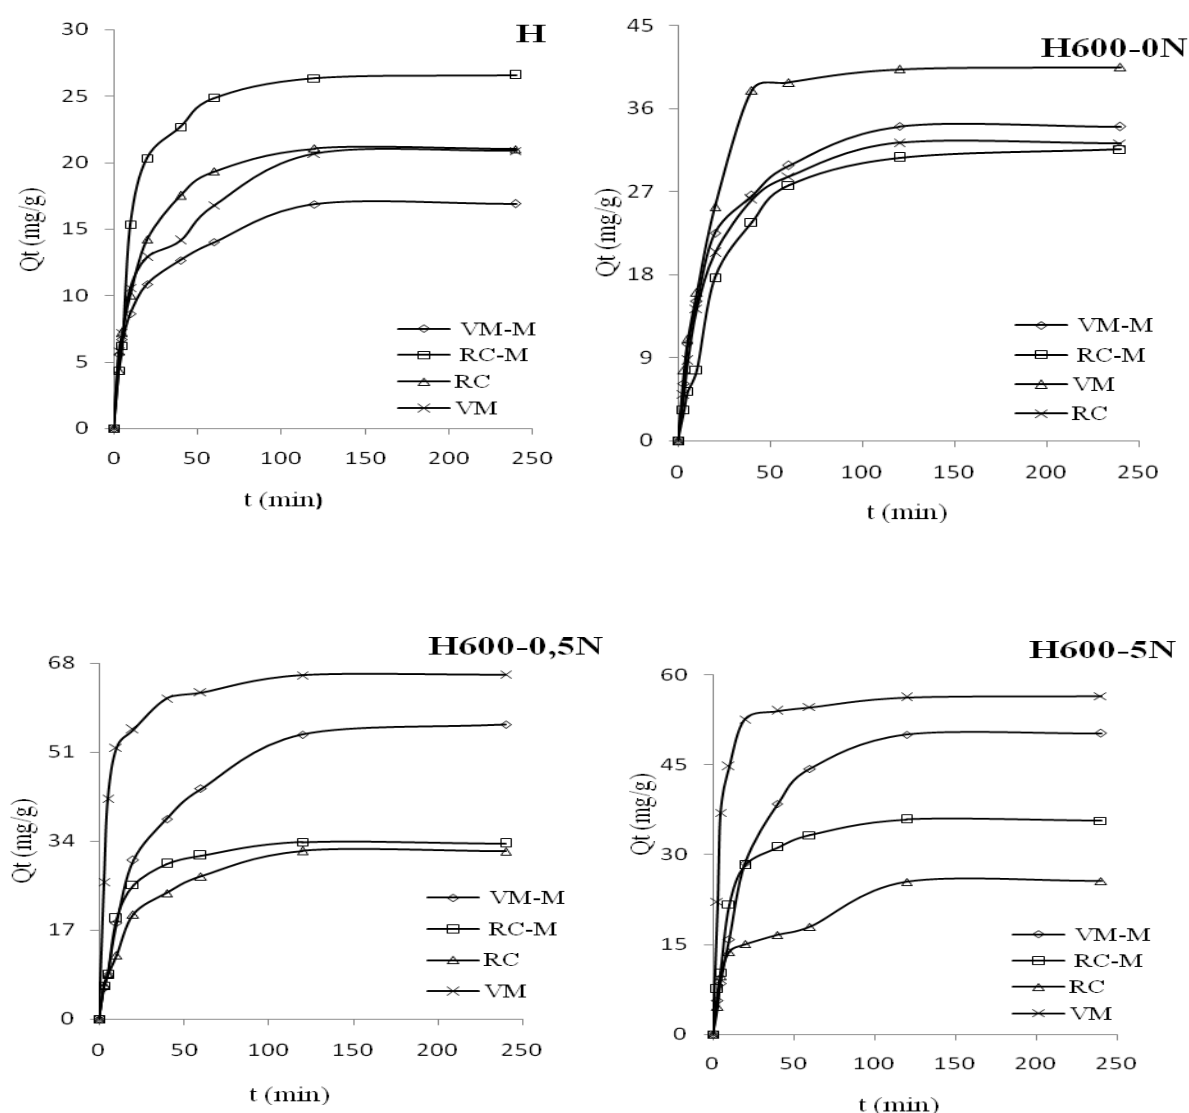 H
30
25
20
15
10
5
0
Qt (mg/g)
VM-M
RC-M
RC
VM
0 50 100 150 200 250
t (min)
H600-0N
45
36
27
18
9
0
Qt (mg/g)
VM-M
RC-M
VM
RC
0 50 100 150 200 250
t (min)
H600-0,5N
68
51
34
17
0
Qt (mg/g)
VM-M
RC-M
RC
VM
0 50 100 150 200 250
t (min)
H600-5N
60
45
30
15
0
Qt (mg/g)
VM-M
RC-M
RC
VM
0 50 100 150 200 250
t (min)